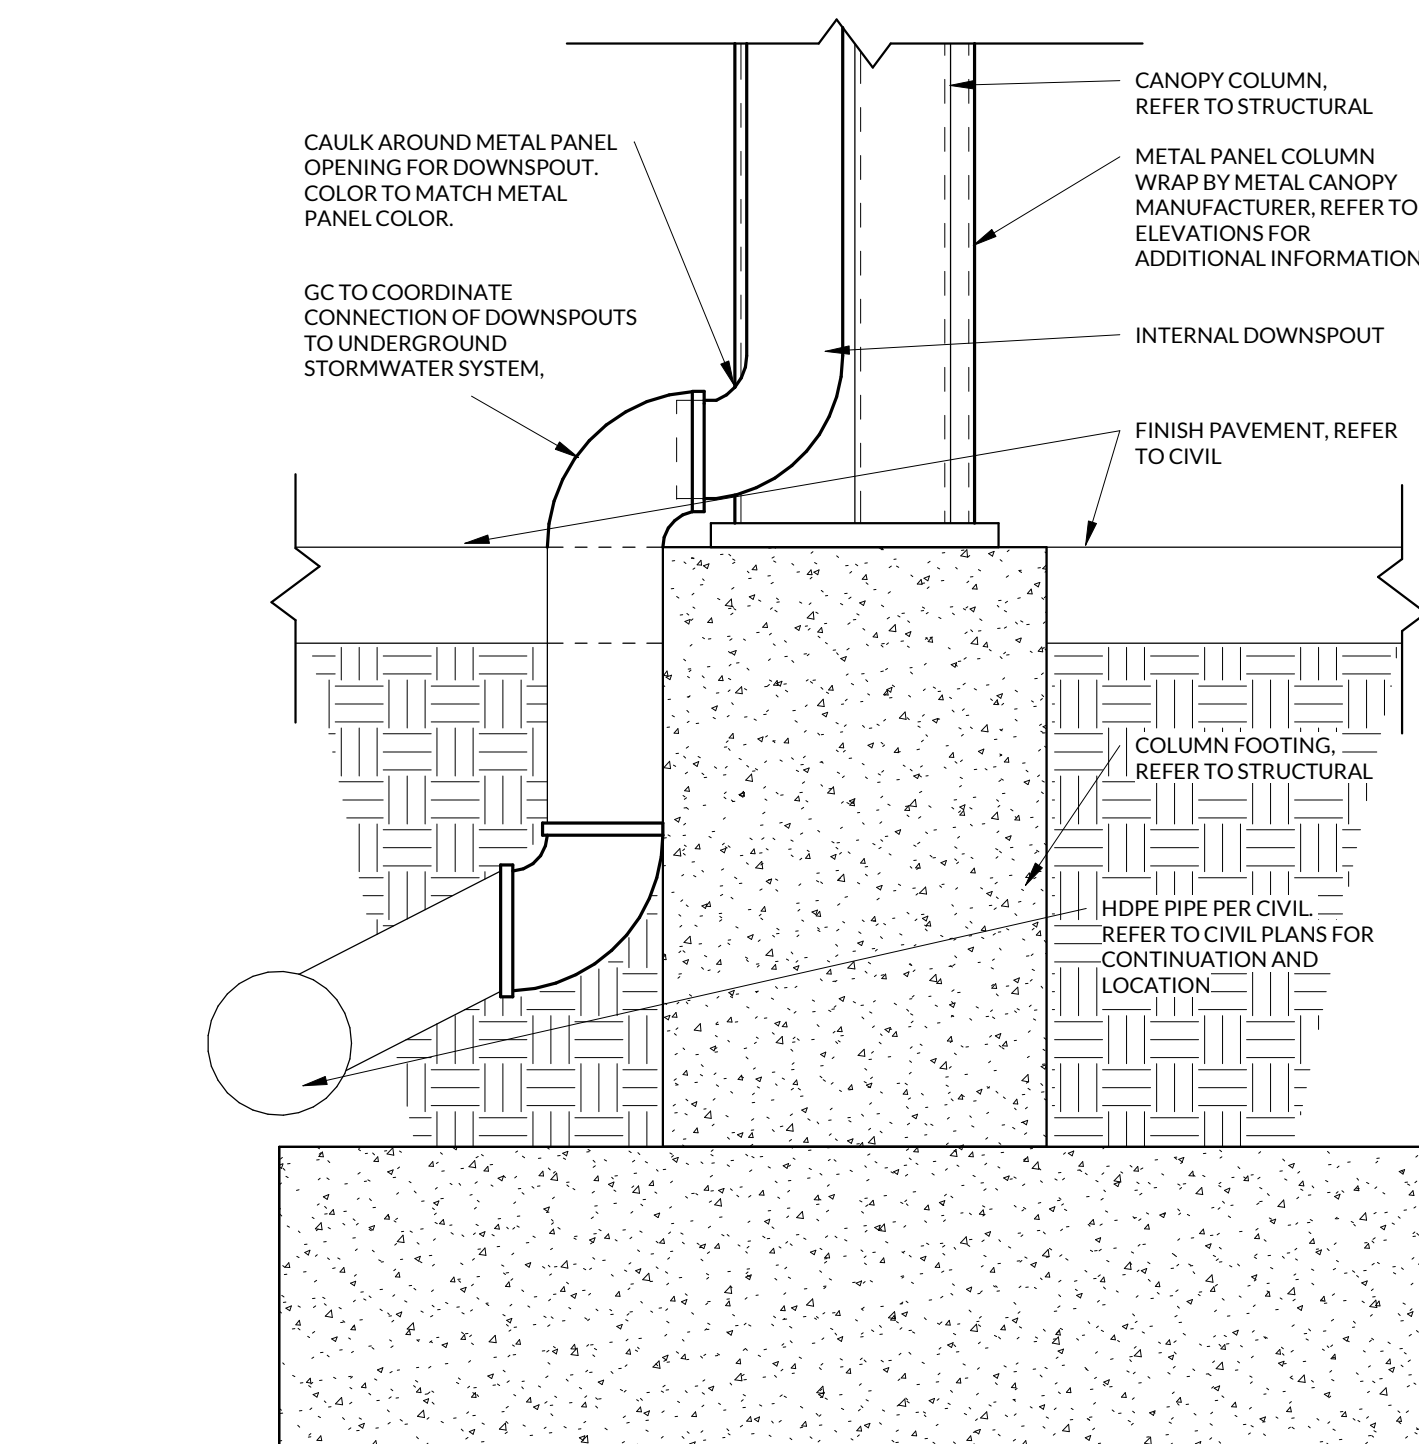 CAULK AROUND METAL PANEL
OPENING FOR DOWNSPOUT.
COLOR TO MATCH METAL
PANEL COLOR.
GC TO COORDINATE
CONNECTION OF DOWNSPOUTS
TO UNDERGROUND
STORMWATER SYSTEM,
CANOPY COLUMN,
REFER TO STRUCTURAL
METAL PANEL COLUMN
WRAP BY METAL CANOPY
MANUFACTURER, REFER TO
ELEVATIONS FOR
ADDITIONAL INFORMATION
INTERNAL DOWNSPOUT
FINISH PAVEMENT, REFER
TO CIVIL
COLUMN FOOTING,
REFER TO STRUCTURAL
HDPE PIPE PER CIVIL.
REFER TO CIVIL PLANS FOR
CONTINUATION AND
LOCATION